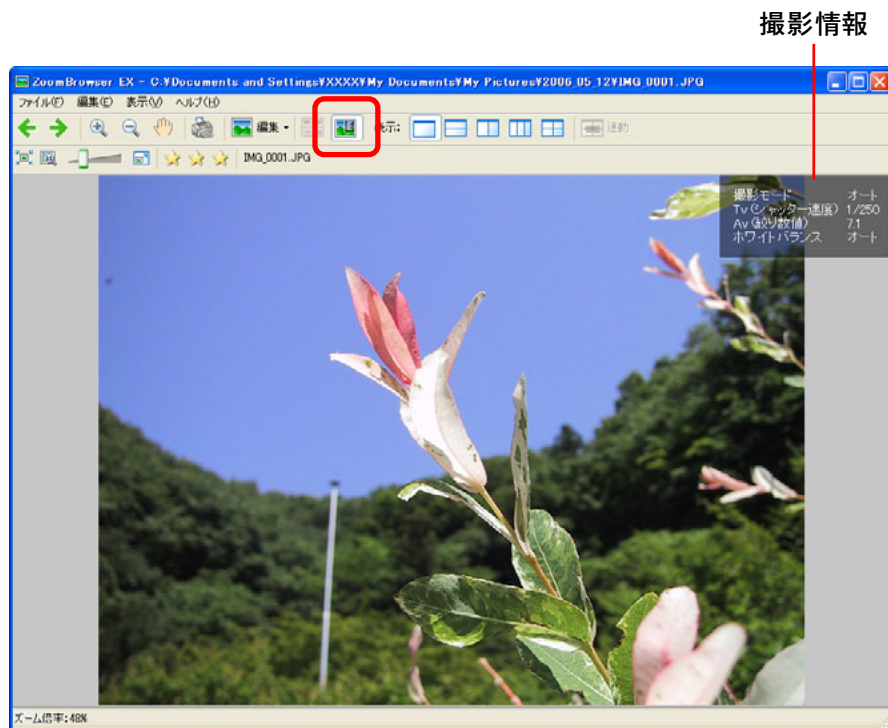 撮影情報
ZoomBrowser EX - C:¥Documents and Settings¥XXXX¥My Documents¥My Pictures¥2006_05_12¥IMG_0001.JPG
ファイル(F) 編集(E) 表示(V) ヘルプ(H)
編集 表示: 連動
IMG_0001.JPG
撮影モード オート
Tv(シャッター速度) 1/250
Av(絞り数値) 7.1
ホワイトバランス オート
ズーム倍率:48%